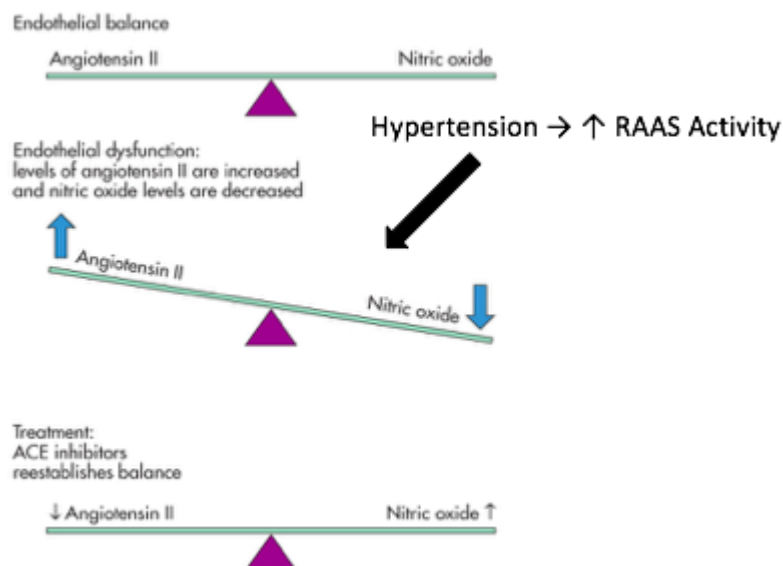 Endothelial balance
Angiotensin II
Nitric oxide
Hypertension → ↑ RAAS Activity
Endothelial dysfunction:
levels of angiotensin II are increased
and nitric oxide levels are decreased
Angiotensin II
Nitric oxide
Treatment:
ACE inhibitors
reestablishes balance
↓ Angiotensin II
Nitric oxide ↑